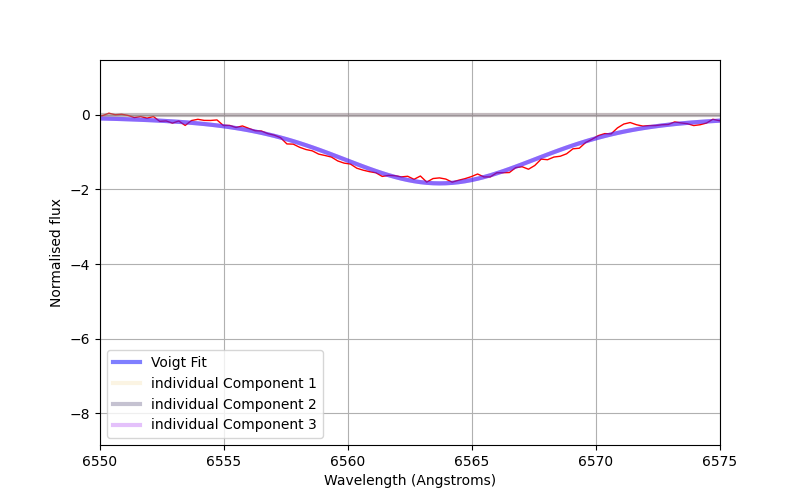 0
−2
−4
−6
−8
Normalised flux
Voigt Fit
individual Component 1
individual Component 2
individual Component 3
6550 6555 6560 6565 6570 6575
Wavelength (Angstroms)